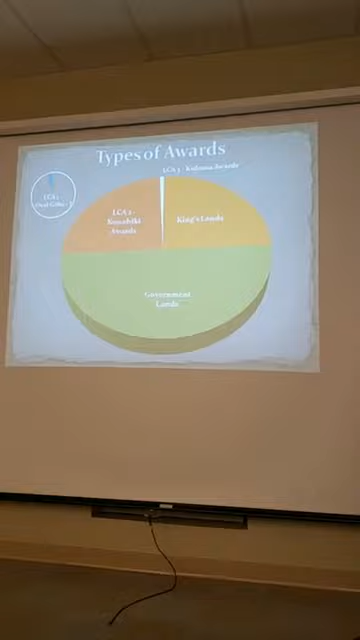 Types of Awards
LCA 3 - Kuleana Awards
LCA 1
Oral Gifts
LCA 2 -
Konohiki
Awards
King's Lands
Government
Lands